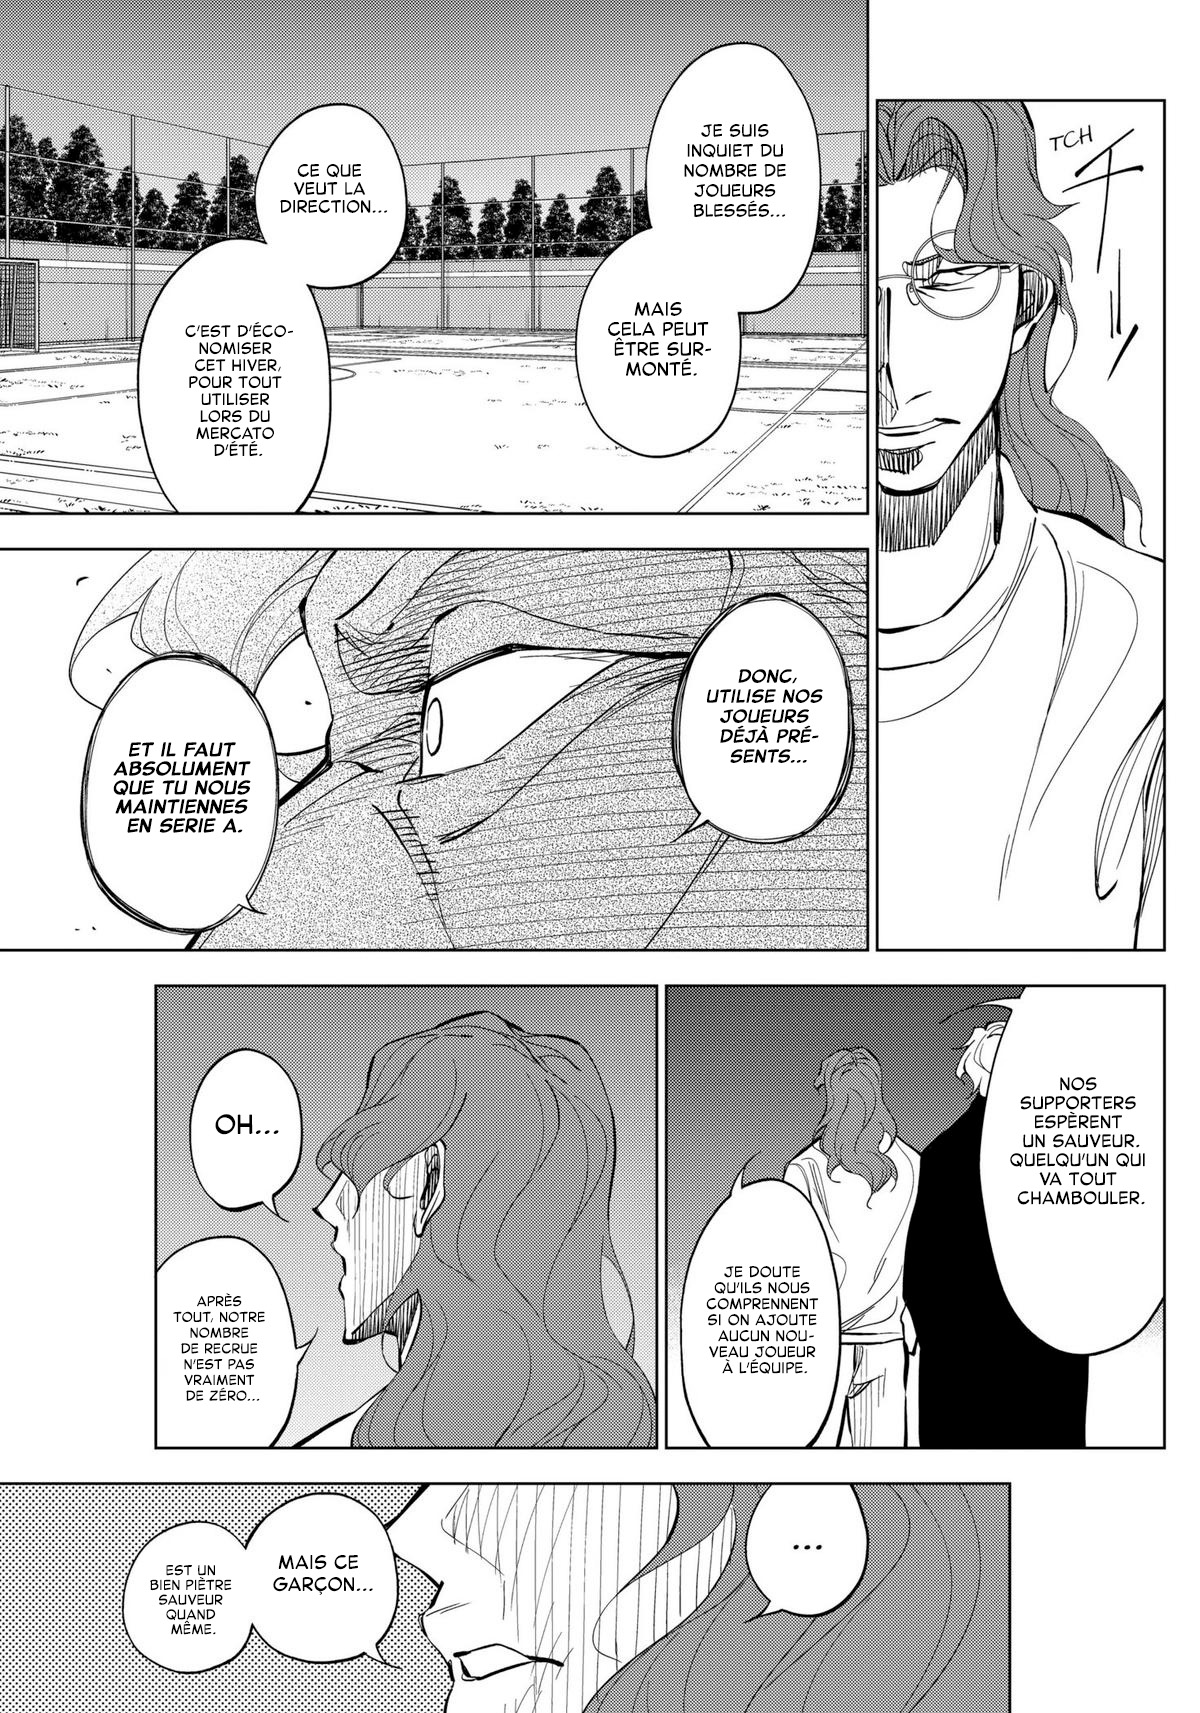 TCH
チッ
JE SUIS
INQUIET DU
NOMBRE DE
JOUEURS
BLESSÉS...
MAIS
CELA PEUT
ÊTRE SUR-
MONTÉ.
CE QUE
VEUT LA
DIRECTION...
C'EST D'ÉCO-
NOMISER
CET HIVER,
POUR TOUT
UTILISER
LORS DU
MERCATO
D'ÉTÉ.
DONC,
UTILISE NOS
JOUEURS
DÉJÀ PRÉ-
SENTS...
ET IL FAUT
ABSOLUMENT
QUE TU NOUS
MAINTIENNES
EN SERIE A.
NOS
SUPPORTERS
ESPÈRENT
UN SAUVEUR.
QUELQU'UN QUI
VA TOUT
CHAMBOULER.
JE DOUTE
QU'ILS NOUS
COMPRENNENT
SI ON AJOUTE
AUCUN NOU-
VEAU JOUEUR
À L'ÉQUIPE.
OH...
APRÈS
TOUT, NOTRE
NOMBRE
DE RECRUE
N'EST PAS
VRAIMENT
DE ZÉRO...
...
MAIS CE
GARÇON...
EST UN
BIEN PIÈTRE
SAUVEUR
QUAND
MÊME.